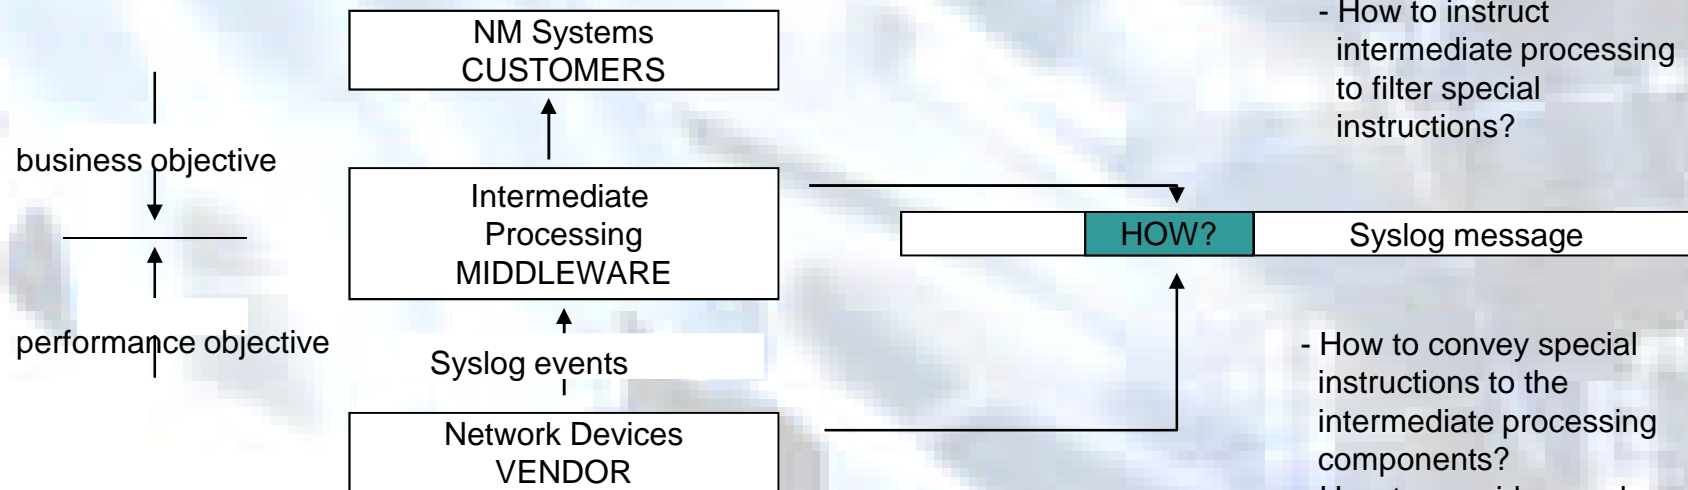 NM Systems
CUSTOMERS
- How to instruct
intermediate processing
to filter special
instructions?
business objective
Intermediate
Processing
MIDDLEWARE
HOW?
Syslog message
performance objective
Syslog events
- How to convey special
instructions to the
intermediate processing
components?
Network Devices
VENDOR